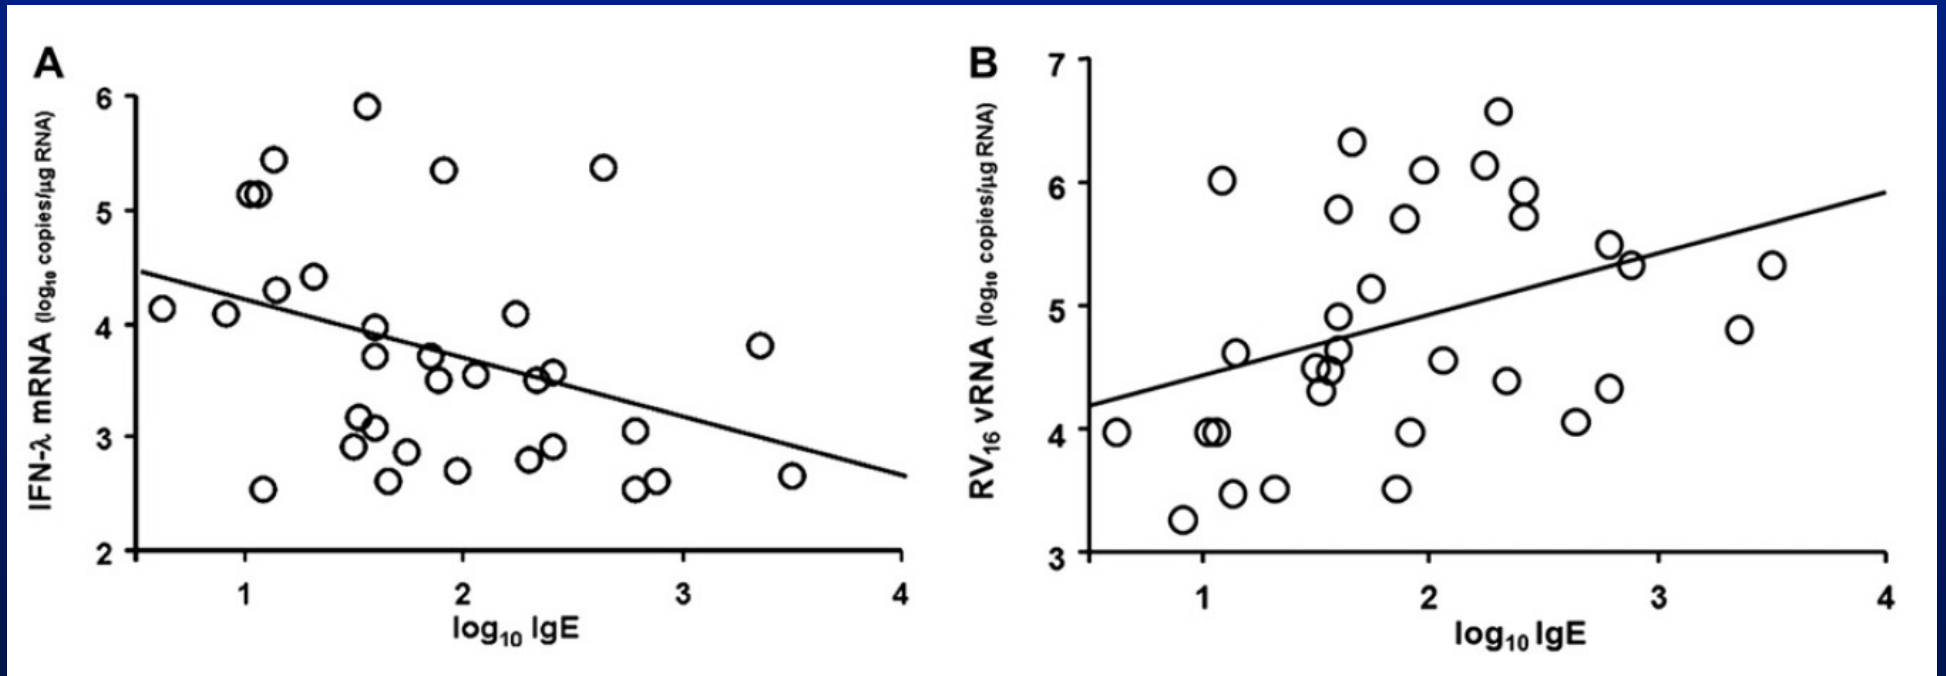 A
IFN-λ mRNA (log₁₀ copies/μg RNA)
6
5
4
3
2
1 2 3 4
log₁₀ IgE
B
RV₁₆ vRNA (log₁₀ copies/μg RNA)
7
6
5
4
3
1 2 3 4
log₁₀ IgE